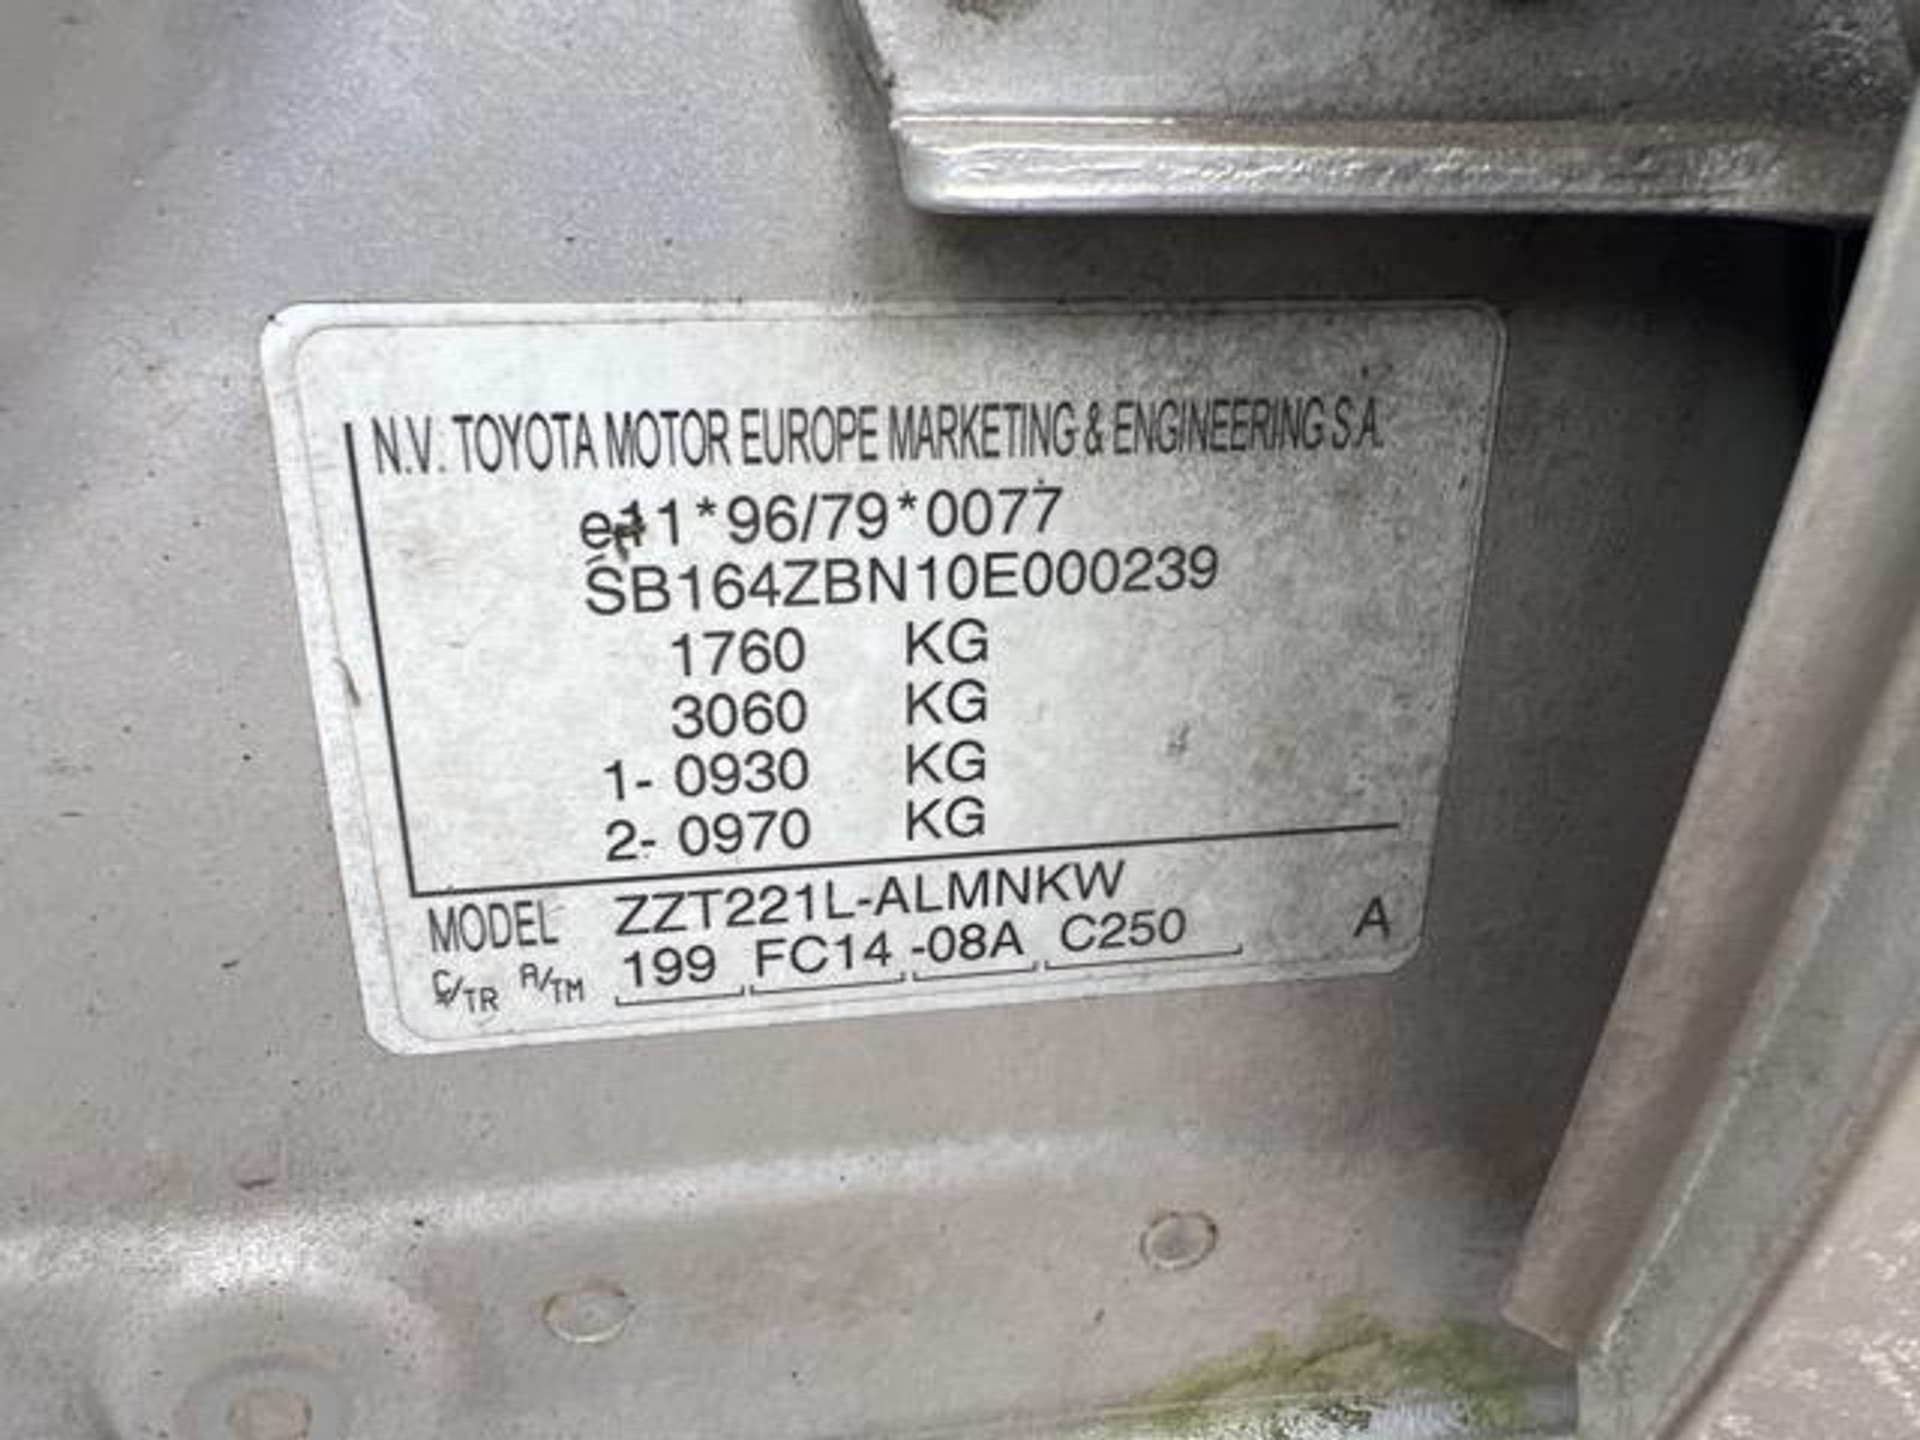 N.V. TOYOTA MOTOR EUROPE MARKETING & ENGINEERING S.A.
e11*96/79*0077
SB164ZBN10E000239
1760 KG
3060 KG
1- 0930 KG
2- 0970 KG
MODEL ZZT221L-ALMNKW
C/TR A/TM 199 FC14 -08A C250 A